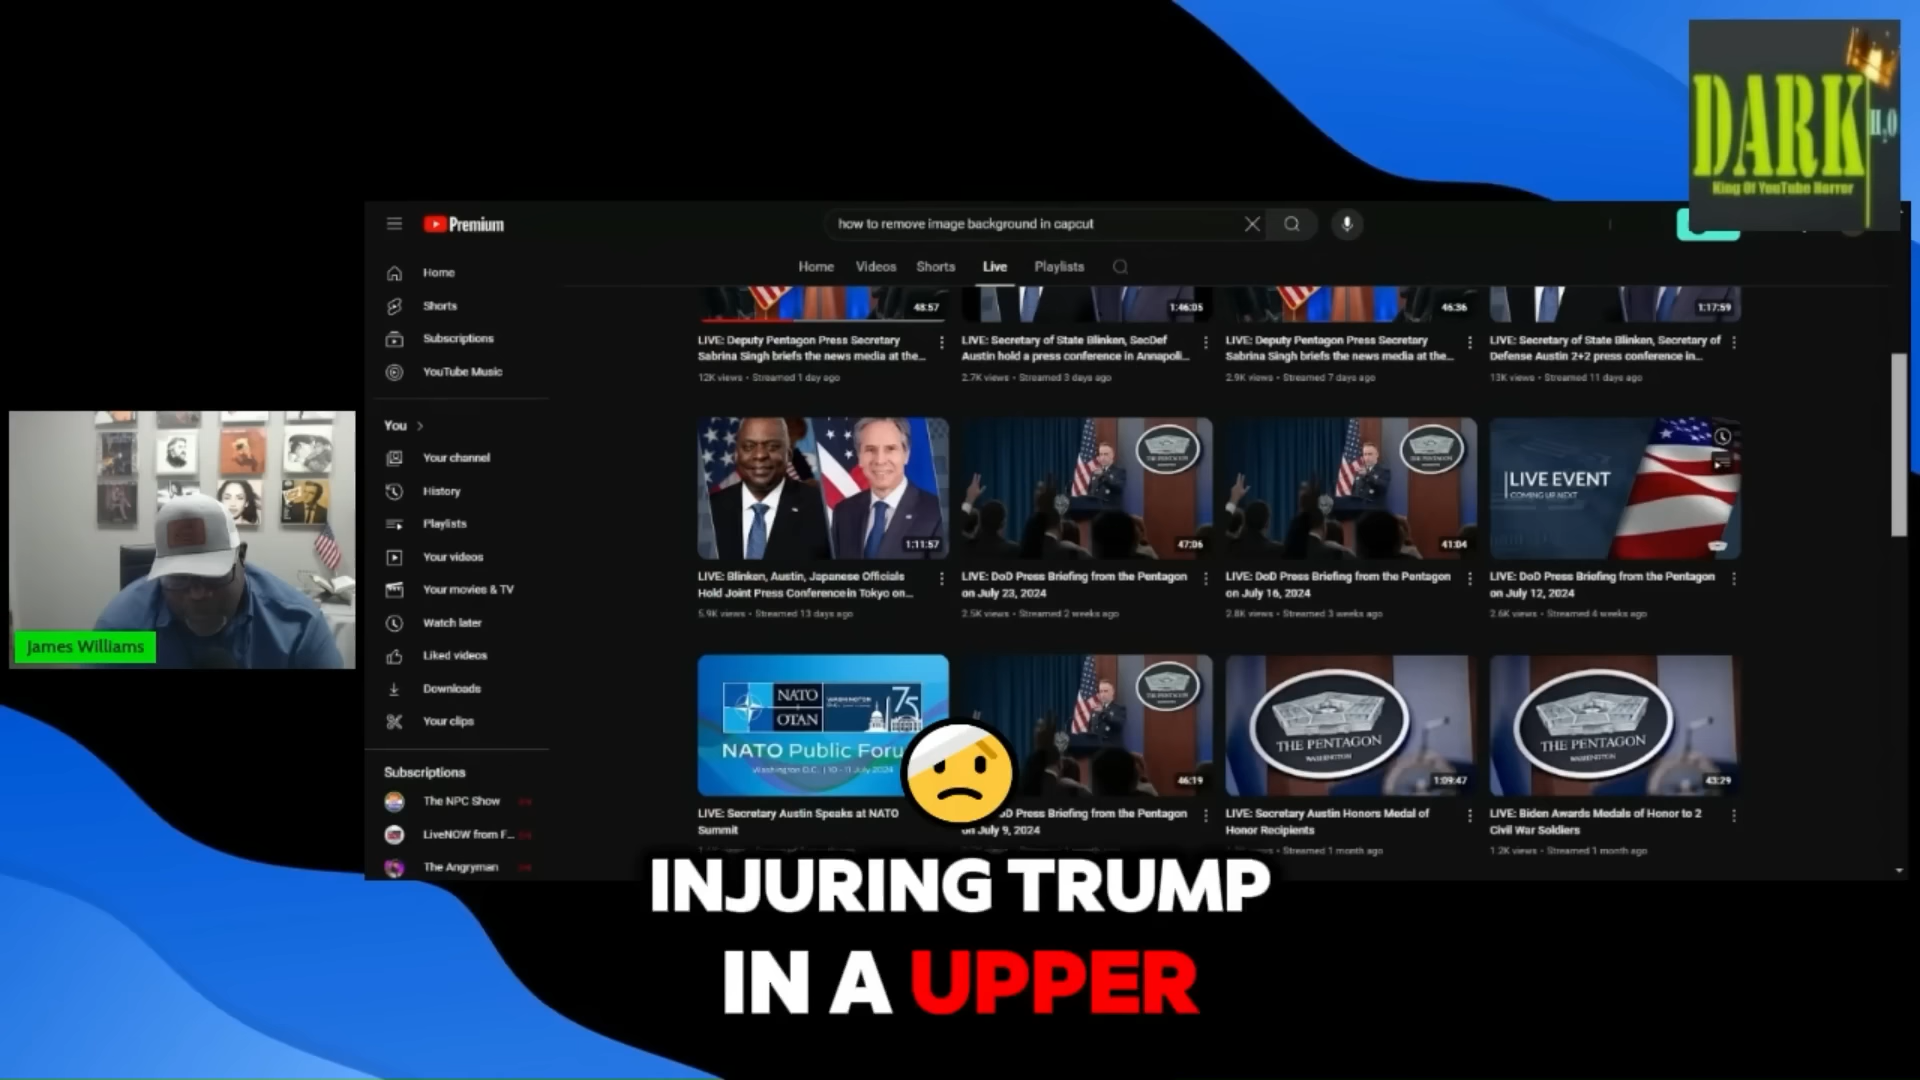 DARK
H₂O
King Of YouTube Horror
Premium
how to remove image background in capcut
Home
Videos
Shorts
Live
Playlists
Home
Shorts
Subscriptions
YouTube Music
You
Your channel
History
Playlists
Your videos
Your movies & TV
Watch later
Liked videos
Downloads
Your clips
Subscriptions
The NPC Show
LiveNOW from F...
The Angryman
48:57
1:46:05
46:36
1:17:59
LIVE: Deputy Pentagon Press Secretary
Sabrina Singh briefs the news media at the...
12K views • Streamed 1 day ago
LIVE: Secretary of State Blinken, SecDef
Austin hold a press conference in Annapoli...
2.7K views • Streamed 3 days ago
LIVE: Deputy Pentagon Press Secretary
Sabrina Singh briefs the news media at the...
2.9K views • Streamed 7 days ago
LIVE: Secretary of State Blinken, Secretary of
Defense Austin 2+2 press conference in...
13K views • Streamed 11 days ago
1:11:57
47:06
41:04
LIVE EVENT
COMING UP NEXT
LIVE: Blinken, Austin, Japanese Officials
Hold Joint Press Conference in Tokyo on...
5.9K views • Streamed 13 days ago
LIVE: DoD Press Briefing from the Pentagon
on July 23, 2024
2.5K views • Streamed 2 weeks ago
LIVE: DoD Press Briefing from the Pentagon
on July 16, 2024
2.8K views • Streamed 3 weeks ago
LIVE: DoD Press Briefing from the Pentagon
on July 12, 2024
2.6K views • Streamed 4 weeks ago
NATO
OTAN
WASHINGTON
75
NATO Public Foru
Washington D.C. | 10 - 11 July 2024
46:19
THE PENTAGON
WASHINGTON
1:09:47
THE PENTAGON
WASHINGTON
43:29
LIVE: Secretary Austin Speaks at NATO
Summit
Press Briefing from the Pentagon
on July 9, 2024
LIVE: Secretary Austin Honors Medal of
Honor Recipients
Streamed 1 month ago
LIVE: Biden Awards Medals of Honor to 2
Civil War Soldiers
1.2K views • Streamed 1 month ago
James Williams
INJURING TRUMP
IN A UPPER